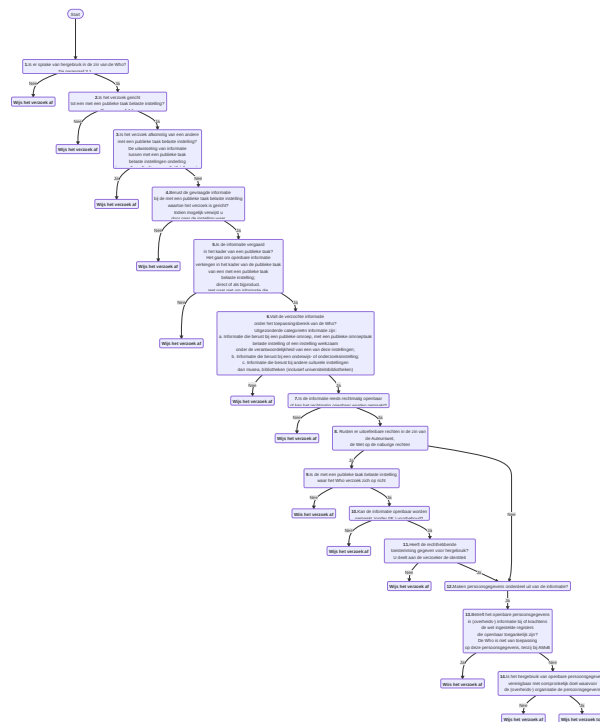 Start
1.Is er sprake van hergebruik in de zin van de Who?
Nee
Ja
Wijs het verzoek af
2.Is het verzoek gericht
tot een met een publieke taak belaste instelling?
Nee
Ja
Wijs het verzoek af
3.Is het verzoek afkomstig van een andere
met een publieke taak belaste instelling?
De uitwisseling van informatie
tussen met een publieke taak
belaste instellingen onderling
Ja
Nee
Wijs het verzoek af
4.Berust de gevraagde informatie
bij de met een publieke taak belaste instelling
waartoe het verzoek is gericht?
Indien mogelijk verwijst u
Nee
Ja
Wijs het verzoek af
5.Is de informatie vergaard
in het kader van de publieke taak?
Het gaat om openbare informatie
verkregen in het kader van de publieke taak
van een met een publieke taak
belaste instelling;
direct of als bijproduct.
Nee
Ja
Wijs het verzoek af
6.Valt de verzochte informatie
onder het toepassingsbereik van de Who?
Uitgezonderde categorieën informatie zijn:
a. Informatie die berust bij een publieke omroep, met een publieke omroeptaak
belaste instelling of een instelling werkzaam
onder de verantwoordelijkheid van een van deze instellingen;
b. Informatie die berust bij een onderwijs- of onderzoeksinstelling;
c. Informatie die berust bij andere culturele instellingen
dan musea, bibliotheken (inclusief universiteitsbibliotheken)
Nee
Ja
Wijs het verzoek af
7.Is de informatie reeds rechtmatig openbaar
Nee
Ja
Wijs het verzoek af
8. Rusten er uitsluitbare rechten in de zin van
de Auteurswet,
de Wet op de naburige rechten
Ja
Nee
9.Is de met een publieke taak belaste instelling
waar het Who verzoek zich op richt
Nee
Ja
Wijs het verzoek af
10.Kan de informatie openbaar worden
Nee
Ja
Wijs het verzoek af
11.Heeft de rechthebbende
toestemming gegeven voor hergebruik?
U deelt aan de verzoeker de identiteit
Nee
Ja
Wijs het verzoek af
12.Maken persoonsgegevens onderdeel uit van de informatie?
Ja
13.Betreft het openbare persoonsgegevens
in (overheids-) informatie bij of krachtens
de wet ingestelde registers
die openbaar toegankelijk zijn?
De Who is niet van toepassing
op deze persoonsgegevens, tenzij bij AMvB
Ja
Nee
Wijs het verzoek af
14.Is het hergebruik van openbare persoonsgegevens
verenigbaar met oorspronkelijk doel waarvoor
de (overheids-) organisatie de persoonsgegevens
Nee
Ja
Wijs het verzoek af
Wijs het verzoek